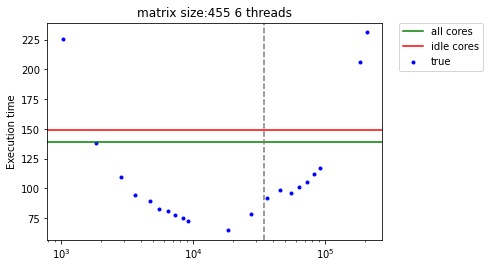 matrix size:455 6 threads
Execution time
225
200
175
150
125
100
75
10³
10⁴
10⁵
all cores
idle cores
true